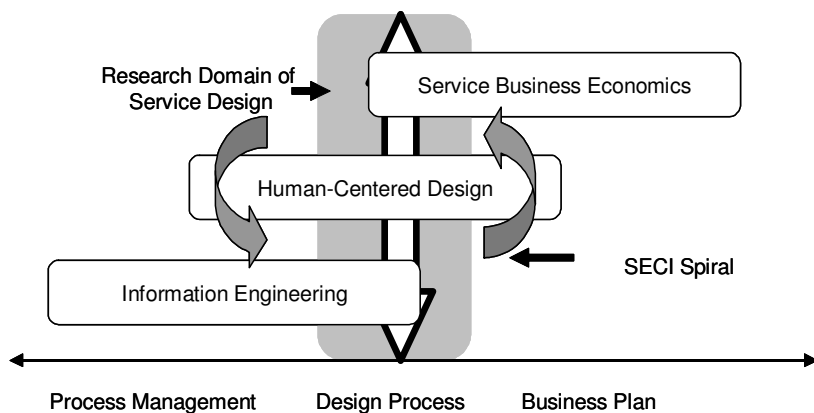 Research Domain of
Service Design
Service Business Economics
Human-Centered Design
Information Engineering
SECI Spiral
Process Management
Design Process
Business Plan